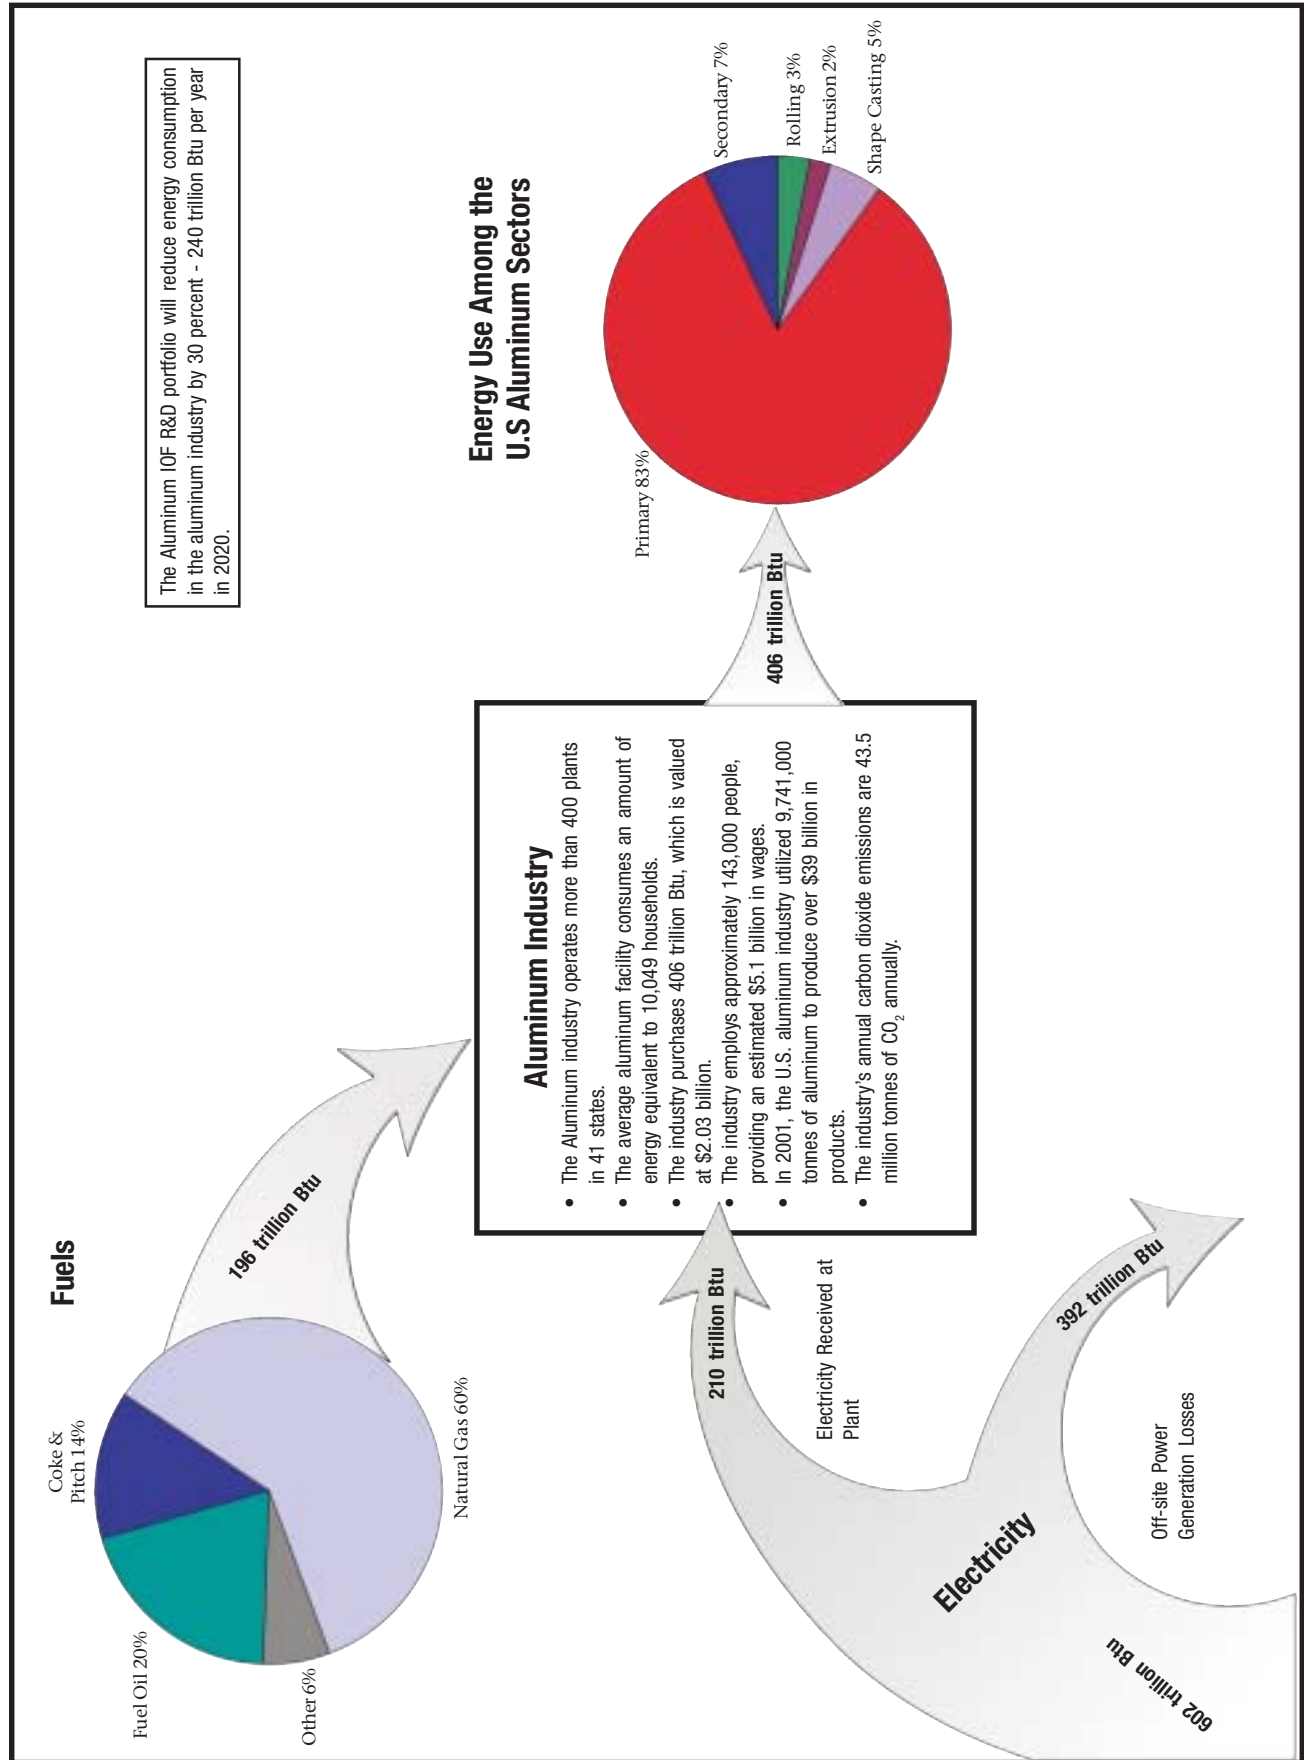 Fuels
Coke &
Pitch 14%
Fuel Oil 20%
Other 6%
Natural Gas 60%
196 trillion Btu
The Aluminum IOF R&D portfolio will reduce energy consumption
in the aluminum industry by 30 percent - 240 trillion Btu per year
in 2020.
Aluminum Industry
• The Aluminum industry operates more than 400 plants
in 41 states.
• The average aluminum facility consumes an amount of
energy equivalent to 10,049 households.
• The industry purchases 406 trillion Btu, which is valued
at $2.03 billion.
• The industry employs approximately 143,000 people,
providing an estimated $5.1 billion in wages.
• In 2001, the U.S. aluminum industry utilized 9,741,000
tonnes of aluminum to produce over $39 billion in
products.
• The industry's annual carbon dioxide emissions are 43.5
million tonnes of CO₂ annually.
406 trillion Btu
Energy Use Among the
U.S Aluminum Sectors
Primary 83%
Secondary 7%
Rolling 3%
Extrusion 2%
Shape Casting 5%
210 trillion Btu
Electricity Received at
Plant
Electricity
602 trillion Btu
392 trillion Btu
Off-site Power
Generation Losses